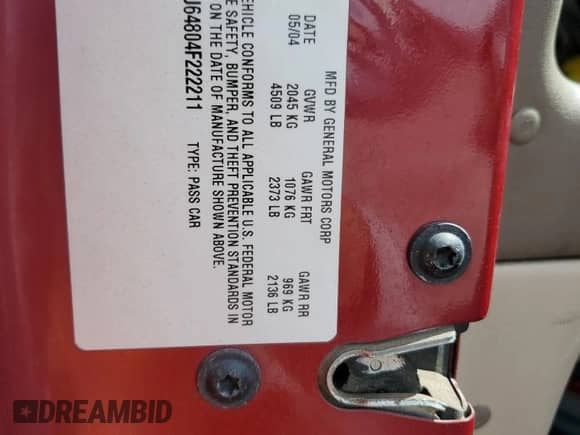 MFD BY GENERAL MOTORS CORP
DATE GVWR GAWR FRT GAWR RR
05/04 2045 KG 1076 KG 969 KG
4509 LB 2373 LB 2136 LB
EHICLE CONFORMS TO ALL APPLICABLE U.S. FEDERAL MOTOR
E SAFETY, BUMPER, AND THEFT PREVENTION STANDARDS IN
ON THE DATE OF MANUFACTURE SHOWN ABOVE.
J64804F222211 TYPE: PASS CAR
DREAMBID